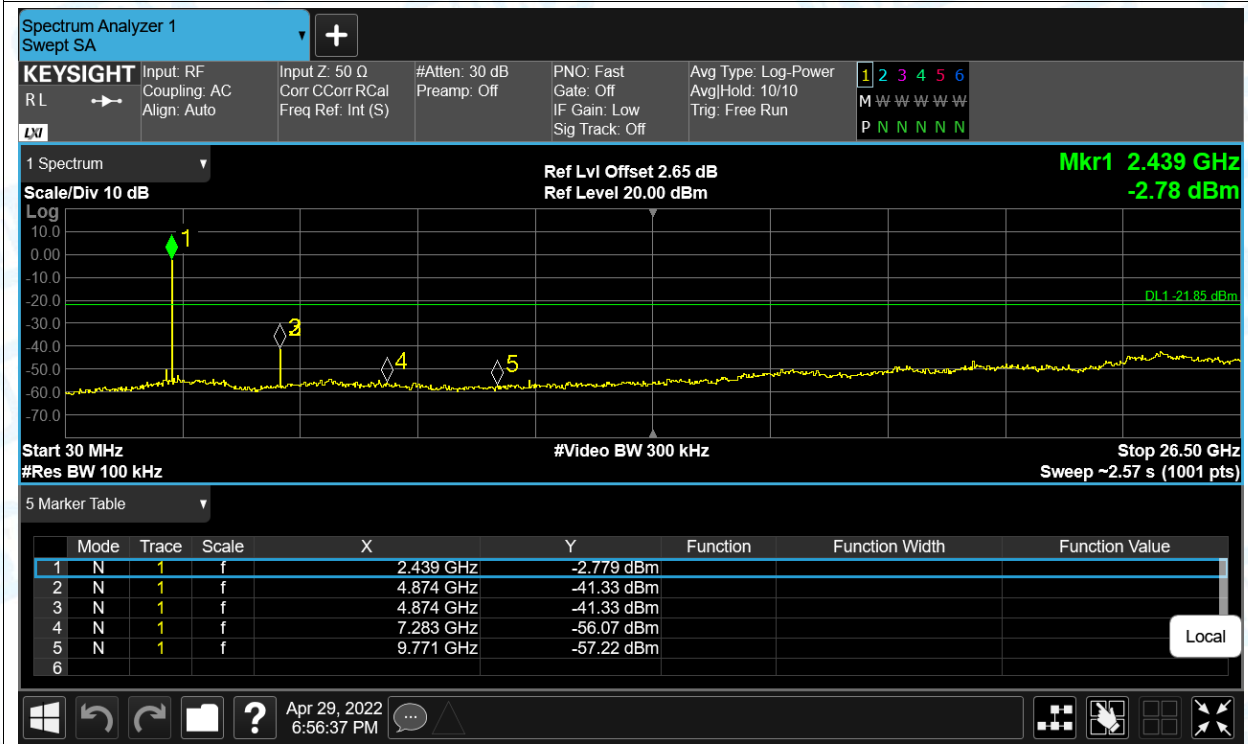 Spectrum Analyzer 1
Swept SA
+
KEYSIGHT
R L
LXI
Input: RF
Coupling: AC
Align: Auto
Input Z: 50 Ω
Corr CCorr RCal
Freq Ref: Int (S)
#Atten: 30 dB
Preamp: Off
PNO: Fast
Gate: Off
IF Gain: Low
Sig Track: Off
Avg Type: Log-Power
Avg|Hold: 10/10
Trig: Free Run
1 2 3 4 5 6
M W W W W W
P N N N N N
1 Spectrum
Scale/Div 10 dB
Ref Lvl Offset 2.65 dB
Ref Level 20.00 dBm
Mkr1 2.439 GHz
-2.78 dBm
Log
10.0
0.00
-10.0
-20.0
-30.0
-40.0
-50.0
-60.0
-70.0
1
4
5
DL1 -21.85 dBm
Start 30 MHz
#Video BW 300 kHz
Stop 26.50 GHz
#Res BW 100 kHz
Sweep ~2.57 s (1001 pts)
5 Marker Table
Mode Trace Scale X Y Function Function Width Function Value
1 N 1 f 2.439 GHz -2.779 dBm
2 N 1 f 4.874 GHz -41.33 dBm
3 N 1 f 4.874 GHz -41.33 dBm
4 N 1 f 7.283 GHz -56.07 dBm
5 N 1 f 9.771 GHz -57.22 dBm
6
Local
?
Apr 29, 2022
6:56:37 PM